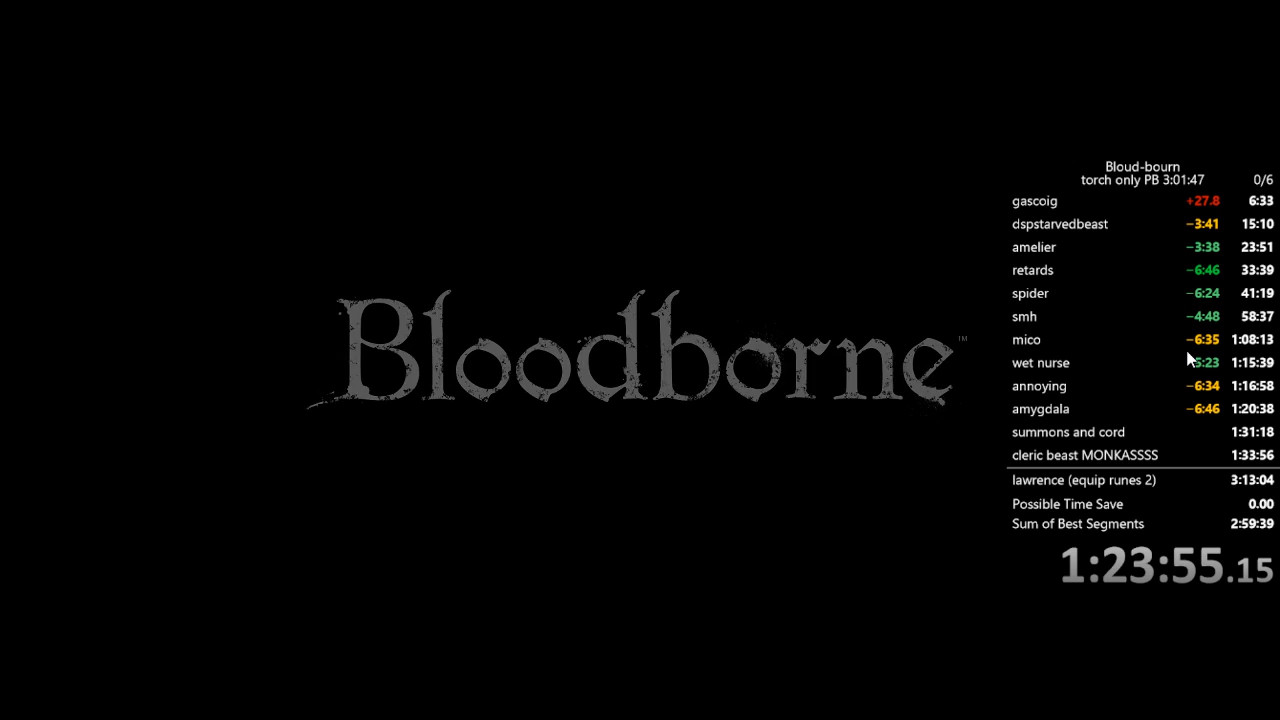 Bloodborne™
Bloud-bourn
torch only PB 3:01:47 0/6
gascoig +27.8 6:33
dspstarvedbeast −3:41 15:10
amelier −3:38 23:51
retards −6:46 33:39
spider −6:24 41:19
smh −4:48 58:37
mico −6:35 1:08:13
wet nurse 5:23 1:15:39
annoying −6:34 1:16:58
amygdala −6:46 1:20:38
summons and cord 1:31:18
cleric beast MONKASSSS 1:33:56
lawrence (equip runes 2) 3:13:04
Possible Time Save 0.00
Sum of Best Segments 2:59:39
1:23:55.15